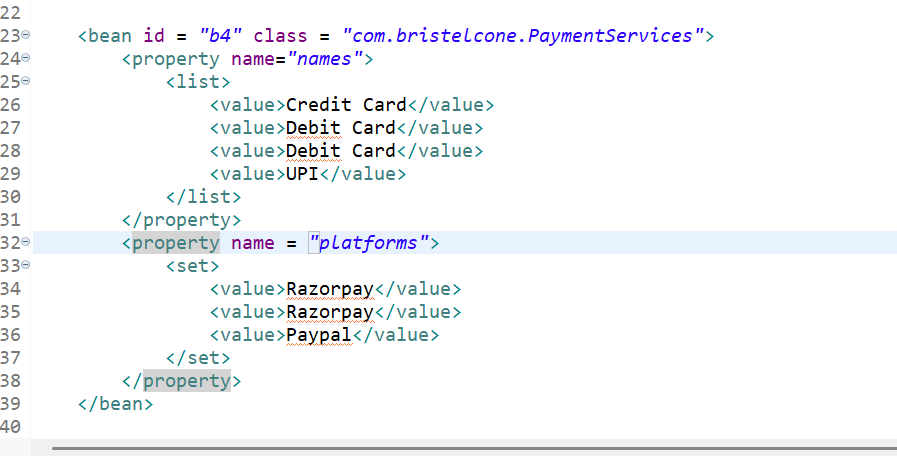 22
23 <bean id = "b4" class = "com.bristelcone.PaymentServices">
24 <property name="names">
25 <list>
26 <value>Credit Card</value>
27 <value>Debit Card</value>
28 <value>Debit Card</value>
29 <value>UPI</value>
30 </list>
31 </property>
32 <property name = "platforms">
33 <set>
34 <value>Razorpay</value>
35 <value>Razorpay</value>
36 <value>Paypal</value>
37 </set>
38 </property>
39 </bean>
40